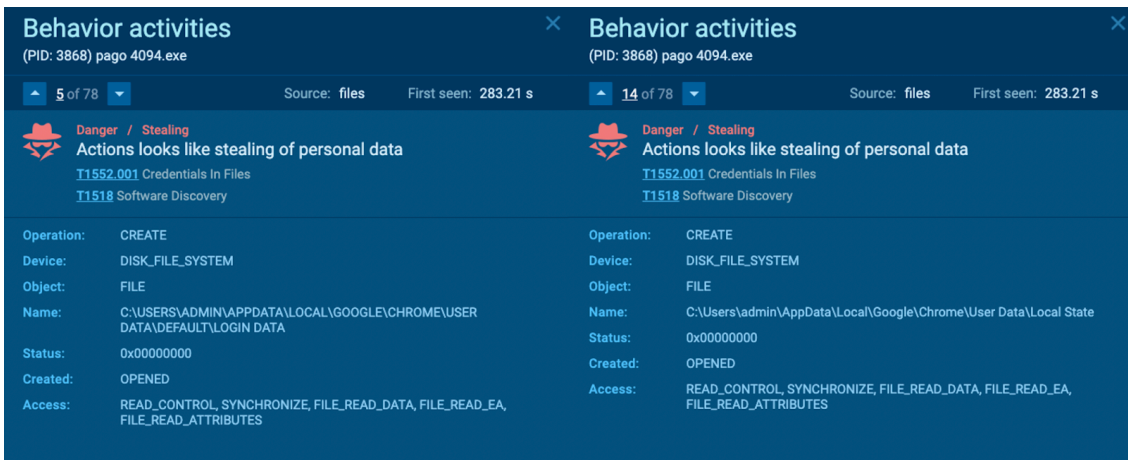 Behavior activities
(PID: 3868) pago 4094.exe
5 of 78
Source: files
First seen: 283.21 s
Danger / Stealing
Actions looks like stealing of personal data
T1552.001 Credentials In Files
T1518 Software Discovery
Operation: CREATE
Device: DISK_FILE_SYSTEM
Object: FILE
Name: C:\USERS\ADMIN\APPDATA\LOCAL\GOOGLE\CHROME\USER
DATA\DEFAULT\LOGIN DATA
Status: 0x00000000
Created: OPENED
Access: READ_CONTROL, SYNCHRONIZE, FILE_READ_DATA, FILE_READ_EA,
FILE_READ_ATTRIBUTES
Behavior activities
(PID: 3868) pago 4094.exe
14 of 78
Source: files
First seen: 283.21 s
Danger / Stealing
Actions looks like stealing of personal data
T1552.001 Credentials In Files
T1518 Software Discovery
Operation: CREATE
Device: DISK_FILE_SYSTEM
Object: FILE
Name: C:\Users\admin\AppData\Local\Google\Chrome\User Data\Local State
Status: 0x00000000
Created: OPENED
Access: READ_CONTROL, SYNCHRONIZE, FILE_READ_DATA, FILE_READ_EA,
FILE_READ_ATTRIBUTES